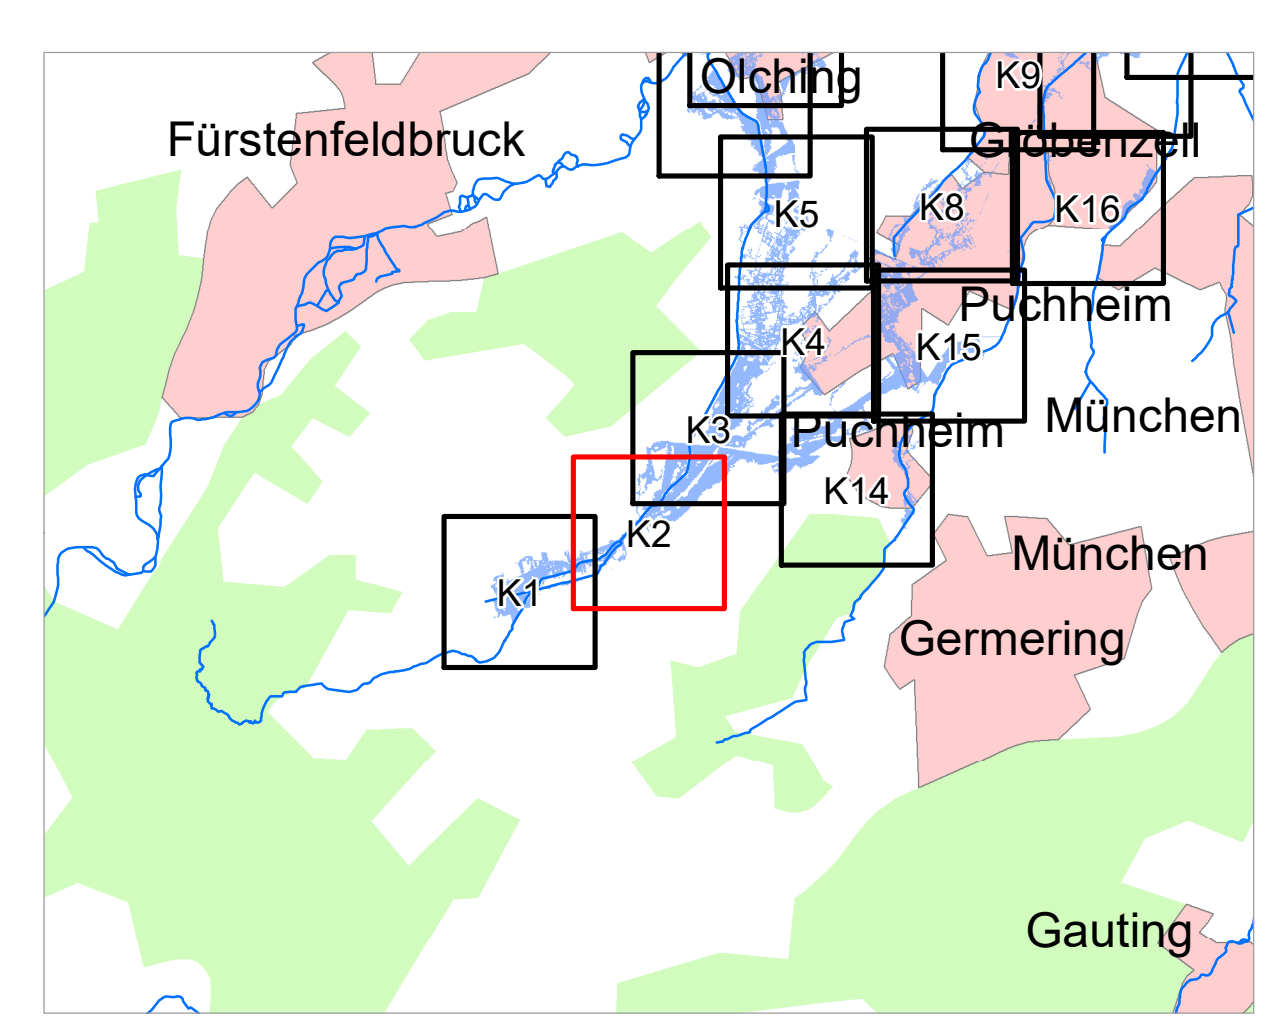 Olching
K9
Fürstenfeldbruck
Gröbenzell
K5
K8
K16
Puchheim
K4
K15
München
K3
Puchheim
K14
K2
München
K1
Germering
Gauting